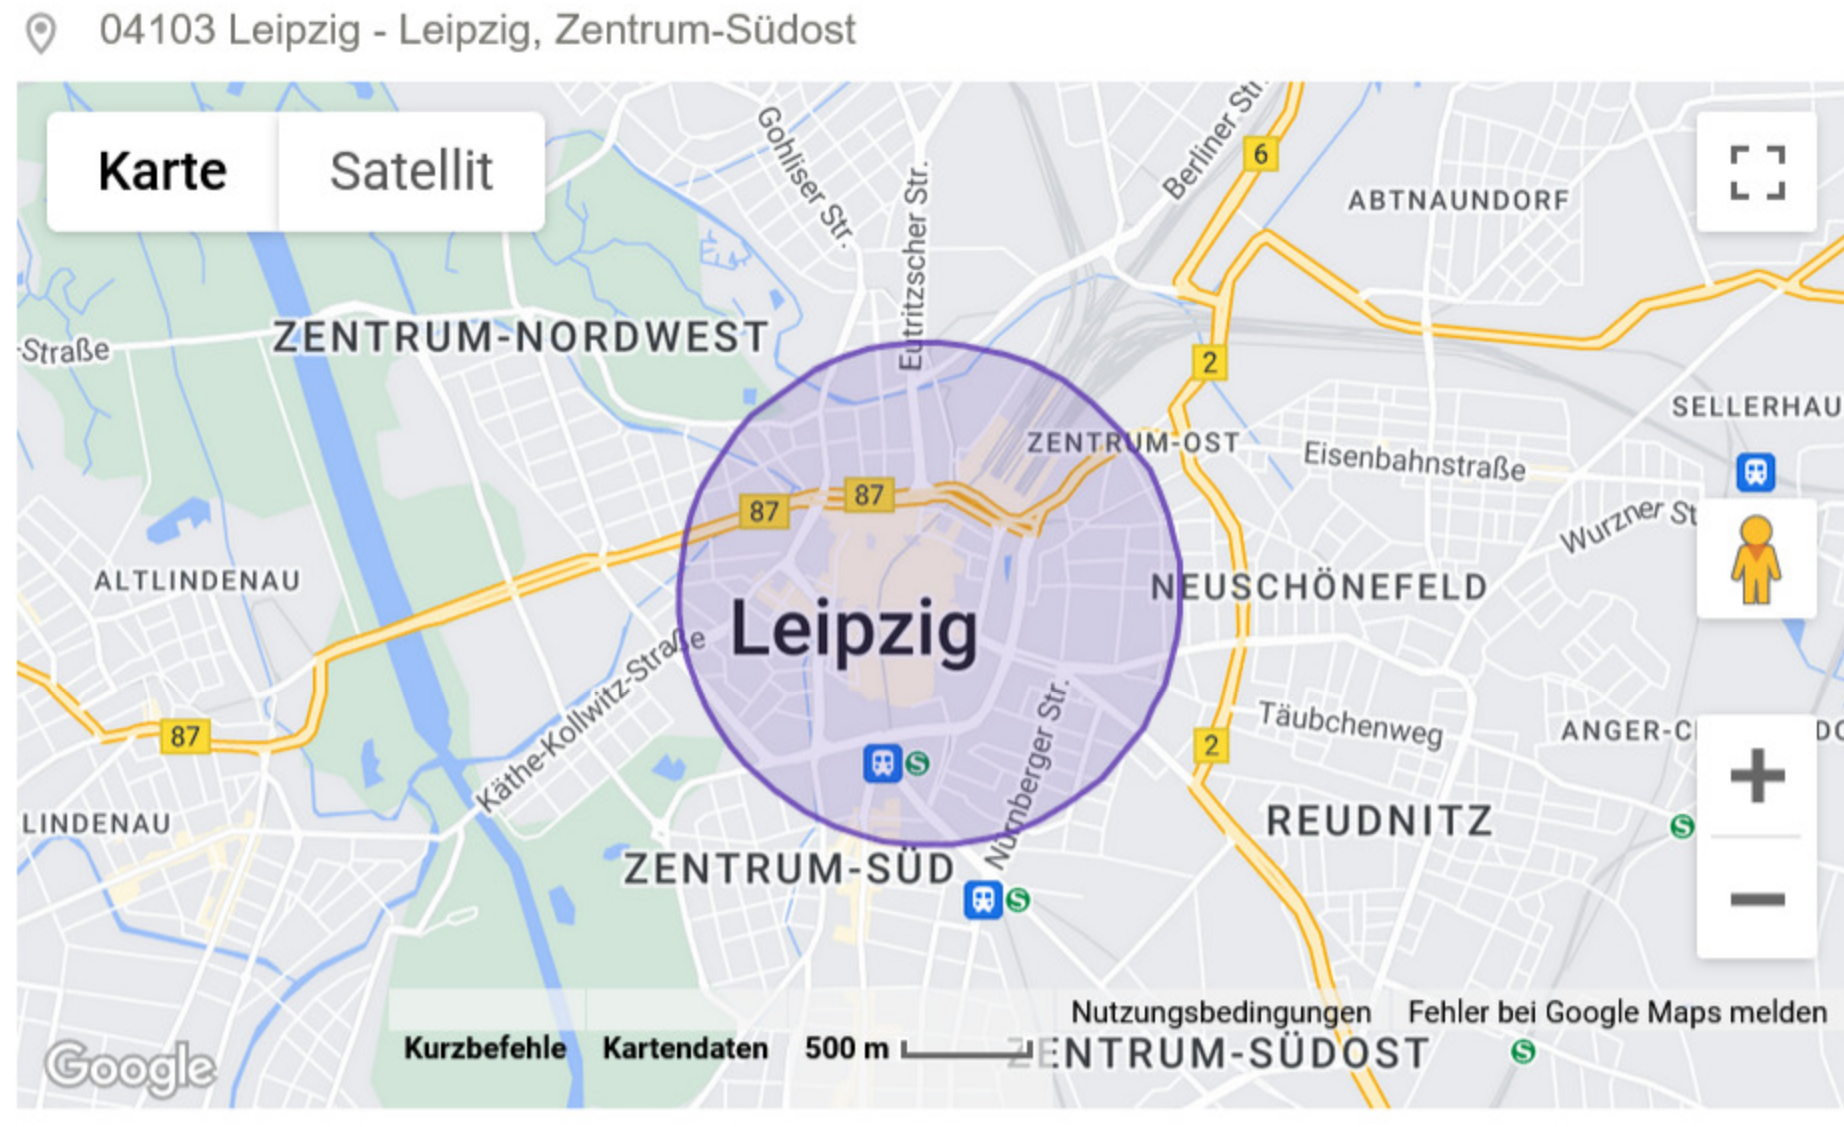 04103 Leipzig - Leipzig, Zentrum-Südost
Karte
Satellit
Gohliser Str.
Eutritzscher Str.
Berliner Str.
6
ABTNAUNDORF
ZENTRUM-NORDWEST
-Straße
2
SELLERHAU
ZENTRUM-OST
Eisenbahnstraße
87
87
Wurzner St
ALTLINDENAU
NEUSCHÖNEFELD
Leipzig
Käthe-Kollwitz-Straße
Nürnberger Str.
Täubchenweg
87
2
ANGER-C
DO
S
LINDENAU
REUDNITZ
S
ZENTRUM-SÜD
S
Nutzungsbedingungen
Fehler bei Google Maps melden
Google
Kurzbefehle
Kartendaten
500 m
ZENTRUM-SÜDOST
S